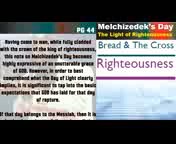 PG 44
Having come to man, while fully clouded
with the crown of the king of righteousness,
this note on Melchizedek's Day becomes
highly expressive of an unutterable grace
of GOD. However, in order to best
comprehend what the Day of Light clearly
implies, it is significant to tap into the basic
expectations that GOD has laid for that day
of rapture.
If that day belongs to the Messiah, then it is
Melchizedek's Day
The Light of Righteousness
Bread & The Cross
Righteousness